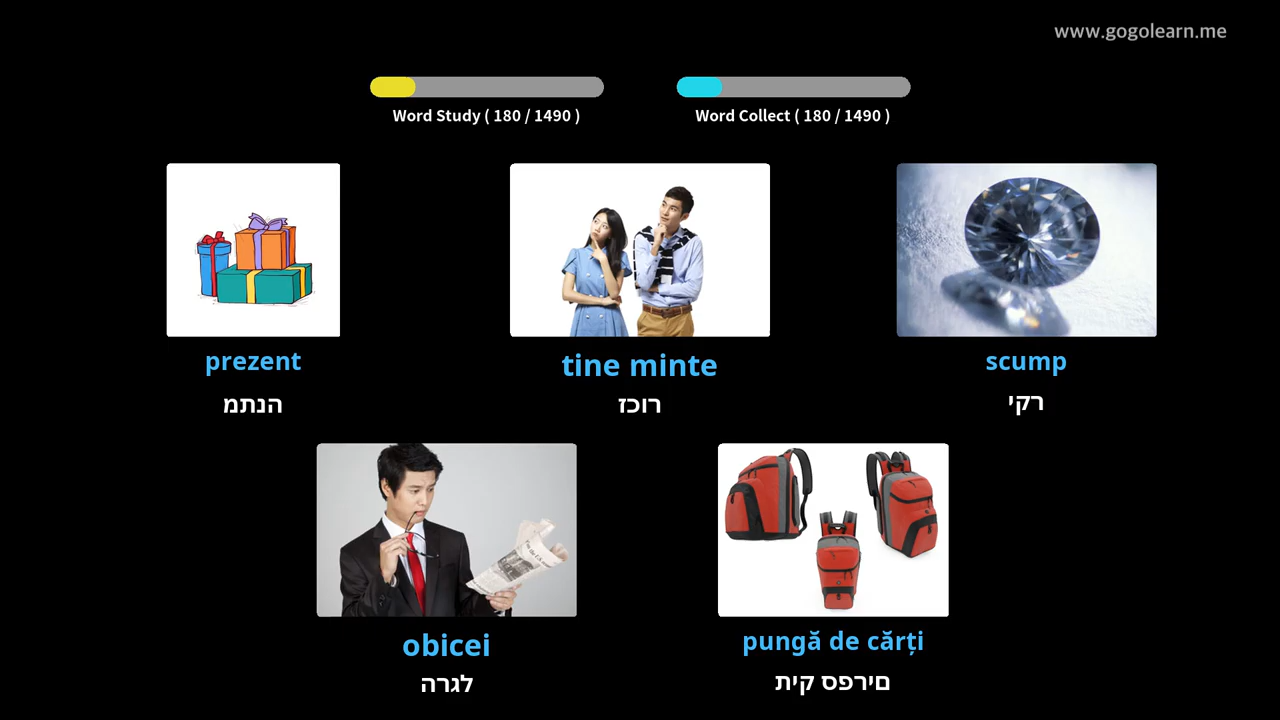 www.gogolearn.me
Word Study ( 180 / 1490 )
Word Collect ( 180 / 1490 )
prezent
הנתמ
tine minte
רוכז
scump
רקי
obicei
לגרה
pungă de cărți
םירפס קית